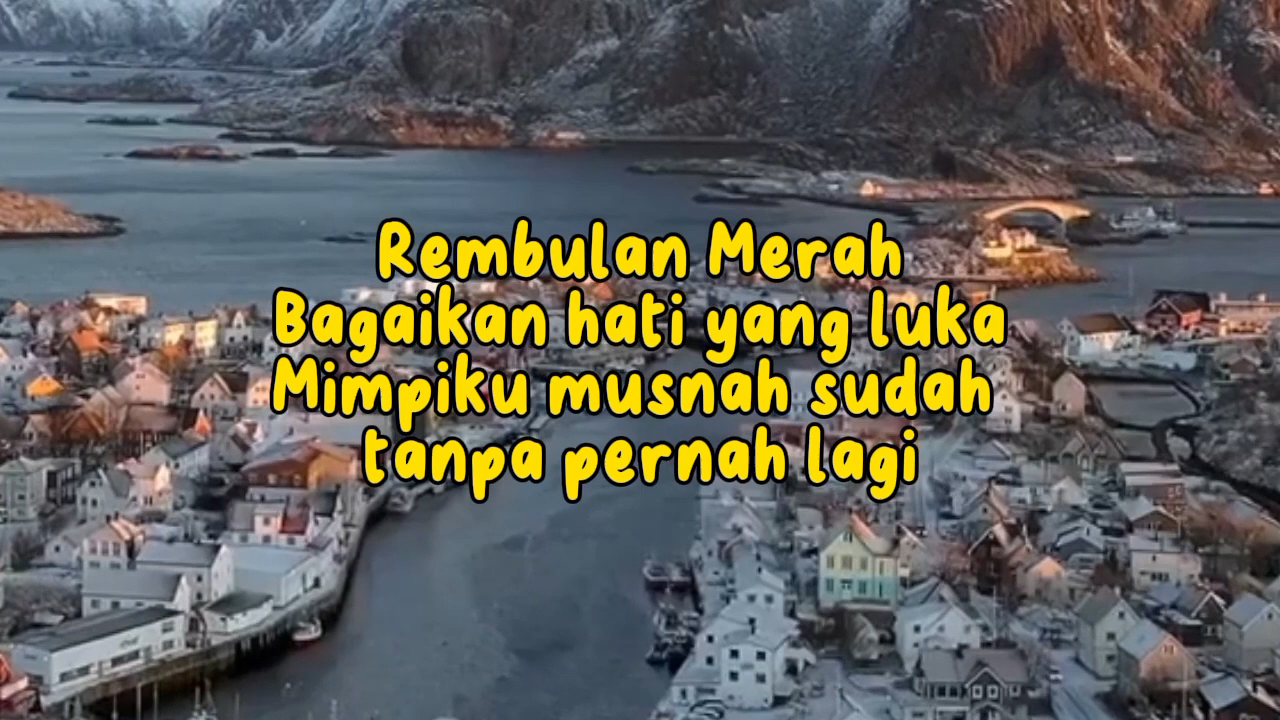 Rembulan Merah
Bagaikan hati yang luka
Mimpiku musnah sudah
tanpa pernah lagi